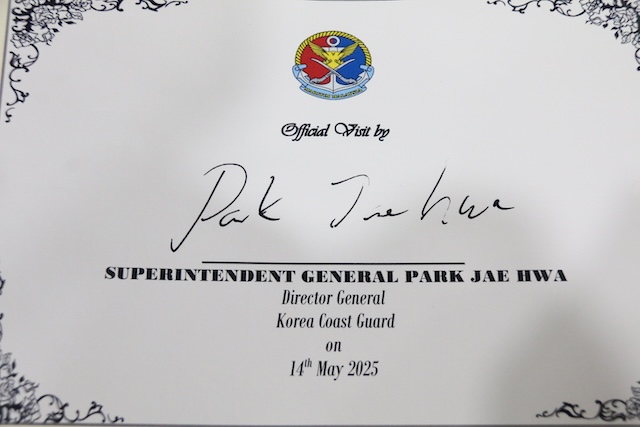 Official Visit by
Park Jae hwa
SUPERINTENDENT GENERAL PARK JAE HWA
Director General
Korea Coast Guard
on
14th May 2025